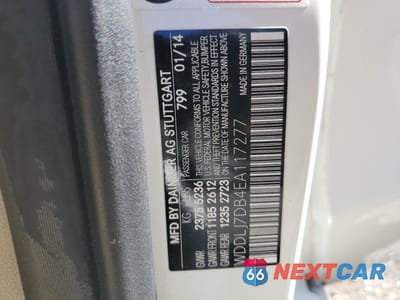 MFD BY DAIMLER AG STUTTGART
PASSENGER CAR 799 01/14
KG LBS
GVWR 2375 5236
GAWR FRONT 1185 2612
GAWR REAR 1235 2723
THIS VEHICLE CONFORMS TO ALL APPLICABLE
U.S. FEDERAL MOTOR VEHICLE SAFETY, BUMPER
AND THEFT PREVENTION STANDARDS IN EFFECT
ON THE DATE OF MANUFACTURE SHOWN ABOVE
MADE IN GERMANY
WDDLJ7DB4EA117277
66 NEXTCAR